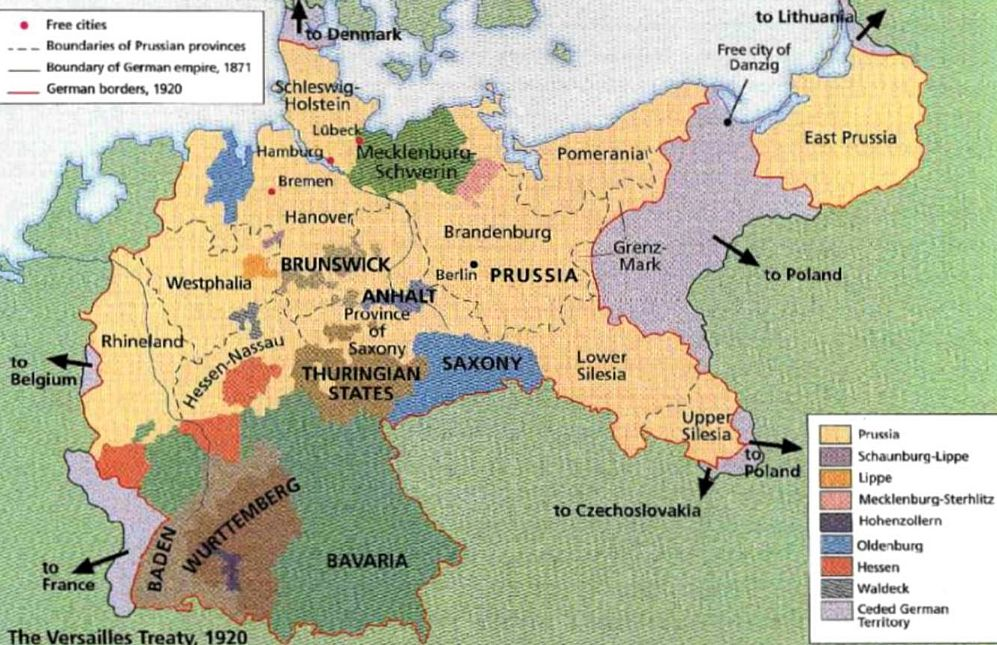 Free cities
Boundaries of Prussian provinces
Boundary of German empire, 1871
German borders, 1920
to Denmark
to Lithuania
Free city of
Danzig
Schleswig-
Holstein
Lübeck
Hamburg
Mecklenburg-
Schwerin
Pomerania
East Prussia
Bremen
Hanover
Brandenburg
Grenz-
Mark
BRUNSWICK
Berlin
PRUSSIA
to Poland
Westphalia
ANHALT
Province
of
Saxony
Rhineland
Hessen-Nassau
to
Belgium
THURINGIAN
STATES
SAXONY
Lower
Silesia
Upper
Silesia
to
Poland
to Czechoslovakia
WURTTEMBERG
BADEN
BAVARIA
to
France
Prussia
Schaunburg-Lippe
Lippe
Mecklenburg-Sterhlitz
Hohenzollern
Oldenburg
Hessen
Waldeck
Ceded German
Territory
The Versailles Treaty, 1920